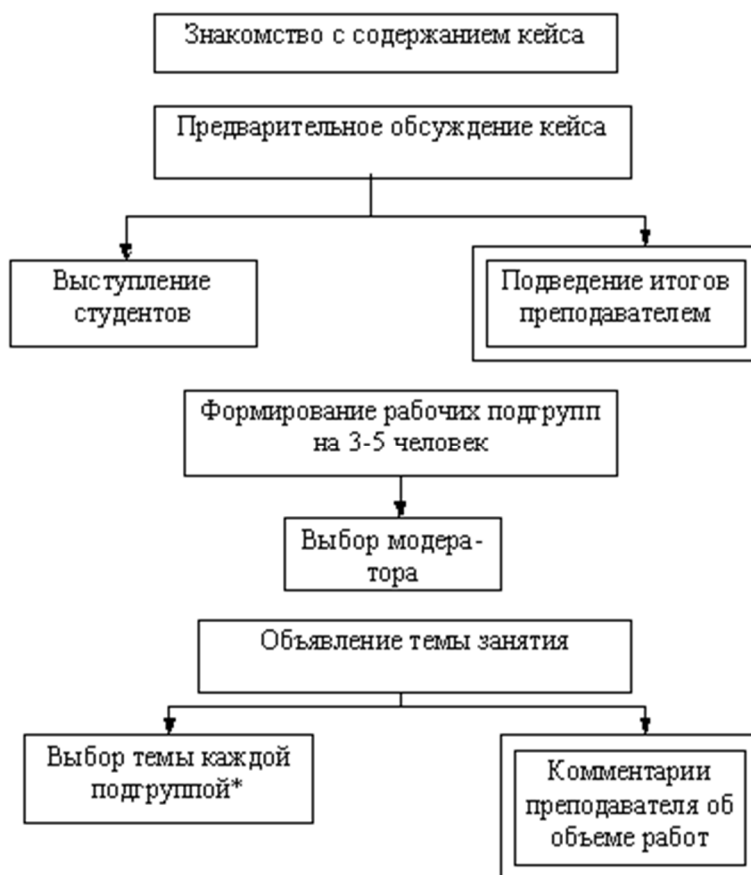 Знакомство с содержанием кейса
Предварительное обсуждение кейса
Выступление
студентов
Подведение итогов
преподавателем
Формирование рабочих подгрупп
на 3-5 человек
Выбор модера-
тора
Объявление темы занятия
Выбор темы каждой
подгруппой*
Комментарии
преподавателя об
объеме работ